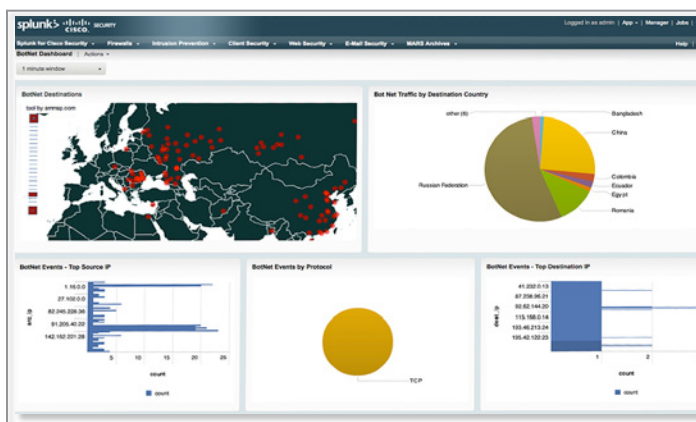 splunk> CISCO. SECURITY
Logged in as admin | App | Manager | Jobs |
Splunk for Cisco Security Firewalls Intrusion Prevention Client Security Web Security E-Mail Security MARS Archives Help |
BotNet Dashboard | Actions
1 minute window
BotNet Destinations
tool by ammap.com
Bot Net Traffic by Destination Country
other (6)
Bangladesh
China
Colombia
Ecuador
Egypt
Romania
Russian Federation
BotNet Events - Top Source IP
src_ip
1.16.0.0
27.102.0.0
82.245.228.36
91.205.40.22
142.162.221.28
5 10 15 20 25
count
count
BotNet Events by Protocol
TCP
BotNet Events - Top Destination IP
dest_ip
41.232.0.13
87.238.96.21
92.62.144.20
115.168.0.14
193.46.213.24
195.42.122.23
1 2
count
count